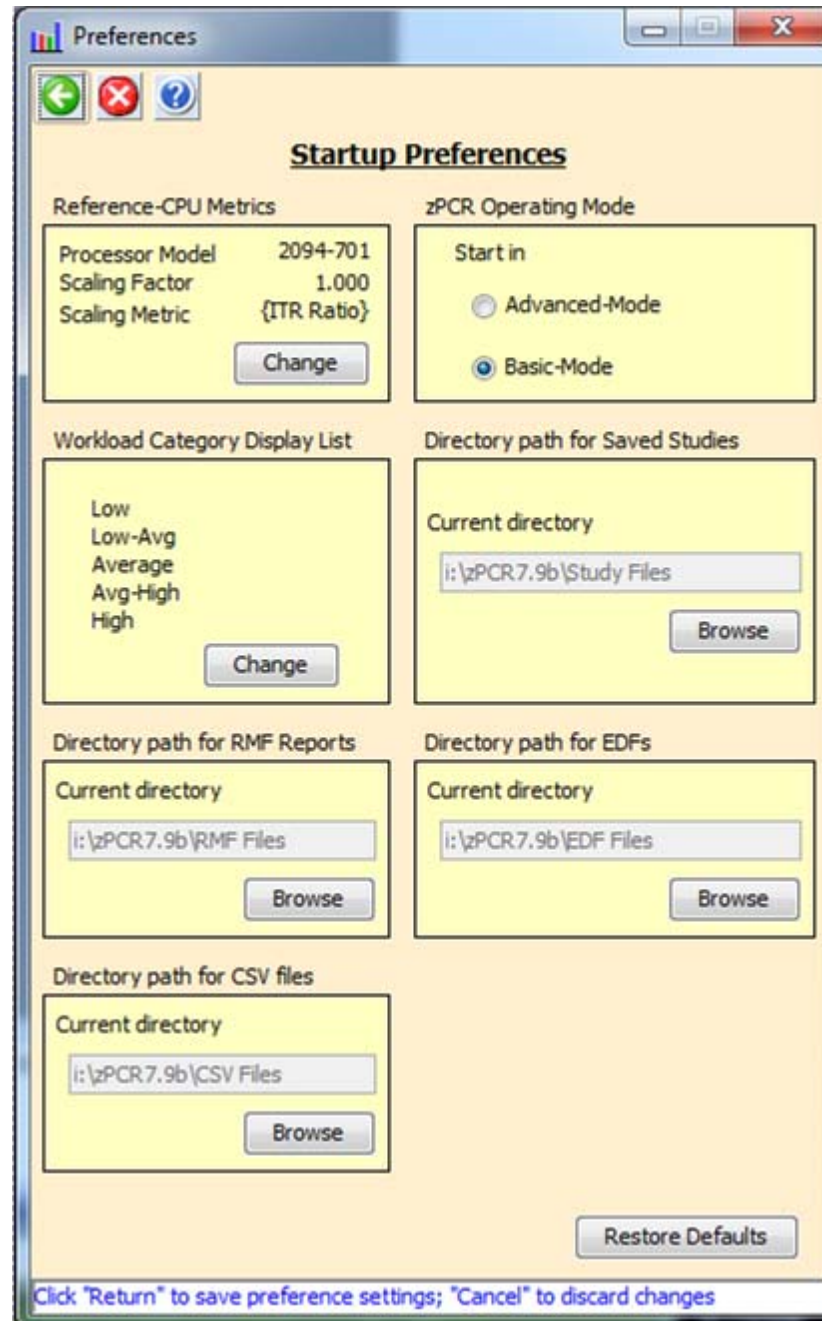 Preferences
Startup Preferences
Reference-CPU Metrics
Processor Model 2094-701
Scaling Factor 1.000
Scaling Metric {ITR Ratio}
Change
zPCR Operating Mode
Start in
Advanced-Mode
Basic-Mode
Workload Category Display List
Low
Low-Avg
Average
Avg-High
High
Change
Directory path for Saved Studies
Current directory
i:\zPCR7.9b\Study Files
Browse
Directory path for RMF Reports
Current directory
i:\zPCR7.9b\RMF Files
Browse
Directory path for EDFs
Current directory
i:\zPCR7.9b\EDF Files
Browse
Directory path for CSV files
Current directory
i:\zPCR7.9b\CSV Files
Browse
Restore Defaults
Click "Return" to save preference settings; "Cancel" to discard changes